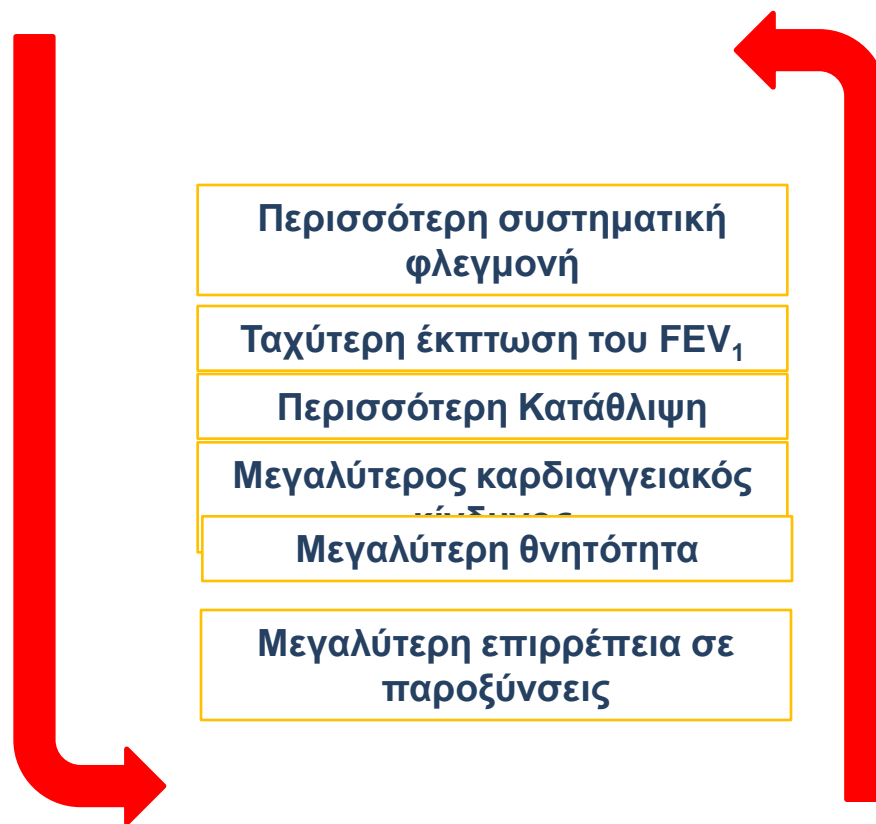 Περισσότερη συστηματική
φλεγμονή
Ταχύτερη έκπτωση του FEV₁
Περισσότερη Κατάθλιψη
Μεγαλύτερος καρδιαγγειακός
Μεγαλύτερη θνητότητα
Μεγαλύτερη επιρρέπεια σε
παροξύνσεις